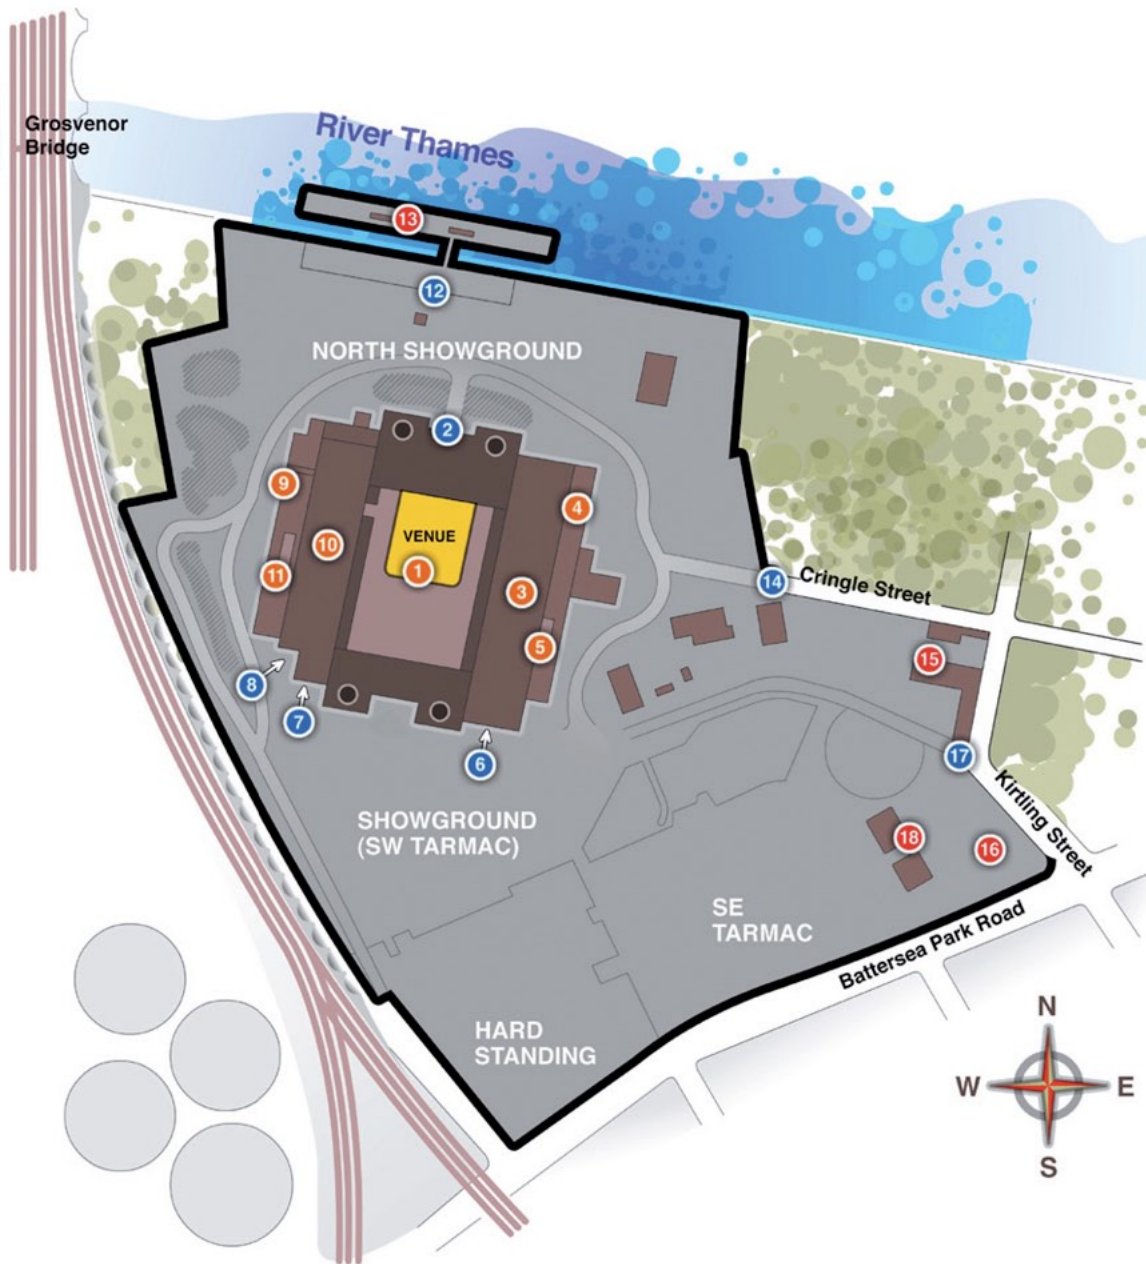 Grosvenor
Bridge
River Thames
13
12
NORTH SHOWGROUND
2
9
4
10
VENUE
1
11
3
14
Cringle Street
5
15
8
7
6
17
Kirtling Street
SHOWGROUND
(SW TARMAC)
18
16
SE
TARMAC
Battersea Park Road
HARD
STANDING
N
W
E
S